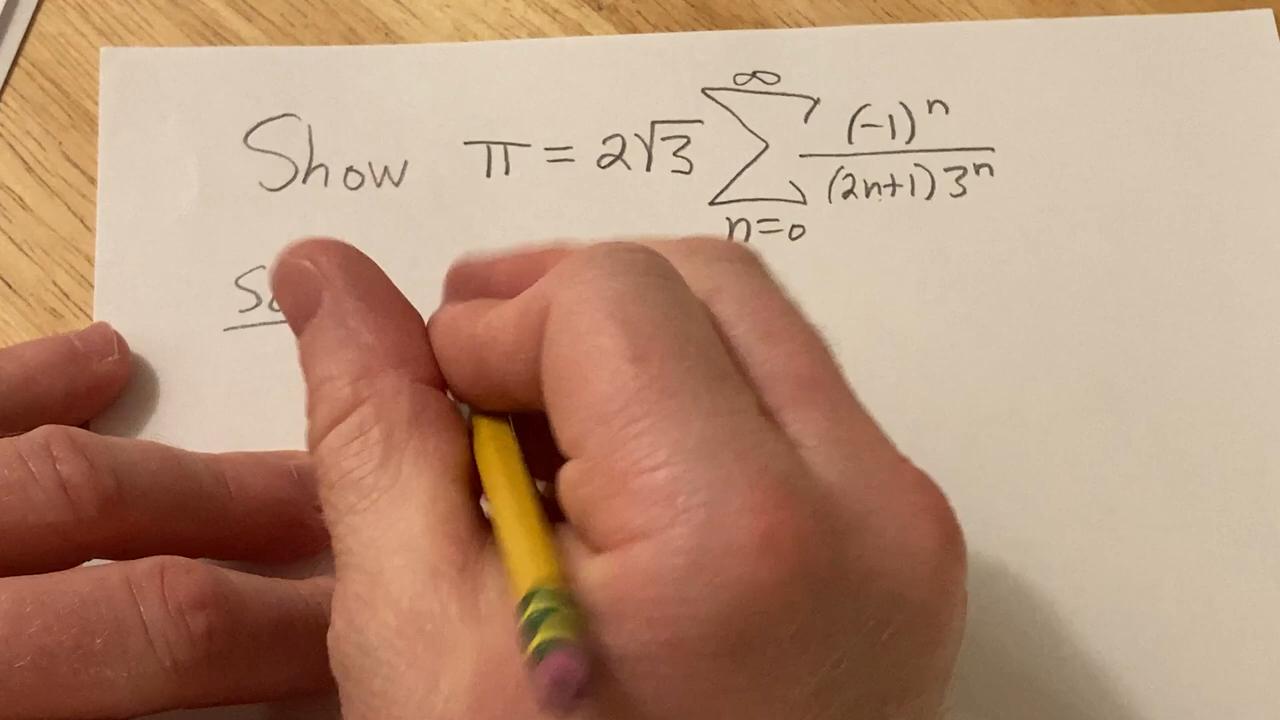 Show π = 2√3 ∞ ∑ n=0 (-1)^n / (2n+1) 3^n